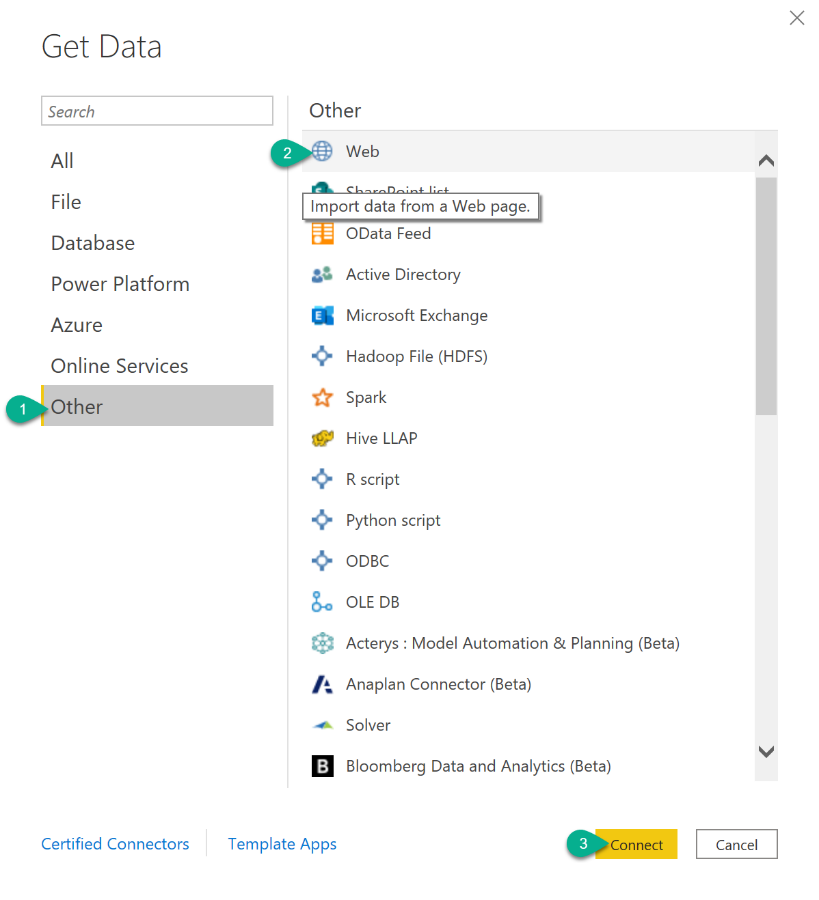 Get Data
Search
All
File
Database
Power Platform
Azure
Online Services
1
Other
Other
2
Web
SharePoint list
Import data from a Web page.
OData Feed
Active Directory
E
Microsoft Exchange
Hadoop File (HDFS)
Spark
Hive LLAP
R script
Python script
ODBC
OLE DB
Acterys : Model Automation & Planning (Beta)
Anaplan Connector (Beta)
Solver
B
Bloomberg Data and Analytics (Beta)
Certified Connectors
Template Apps
3
Connect
Cancel